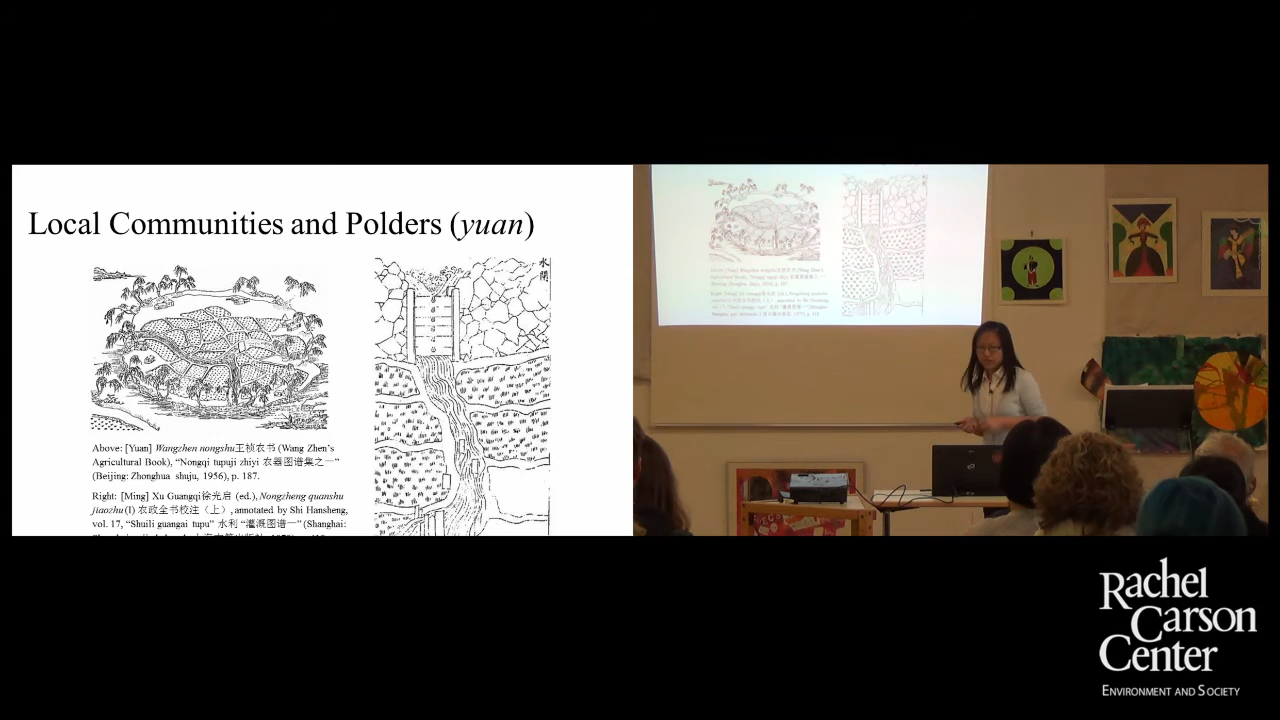 Local Communities and Polders (yuan)
水閘
Above: [Yuan] Wangzhen nongshu王祯农书 (Wang Zhen's
Agricultural Book), “Nongqi tupuji zhiyi 农器图谱集之一”
(Beijing: Zhonghua shuju, 1956), p. 187.
Right: [Ming] Xu Guangqi徐光启 (ed.), Nongzheng quanshu
jiaozhu (I) 农政全书校注（上）, annotated by Shi Hansheng,
vol. 17, “Shuili guangai tupu” 水利 “灌溉图谱一” (Shanghai:
Rachel
Carson
Center
ENVIRONMENT AND SOCIETY